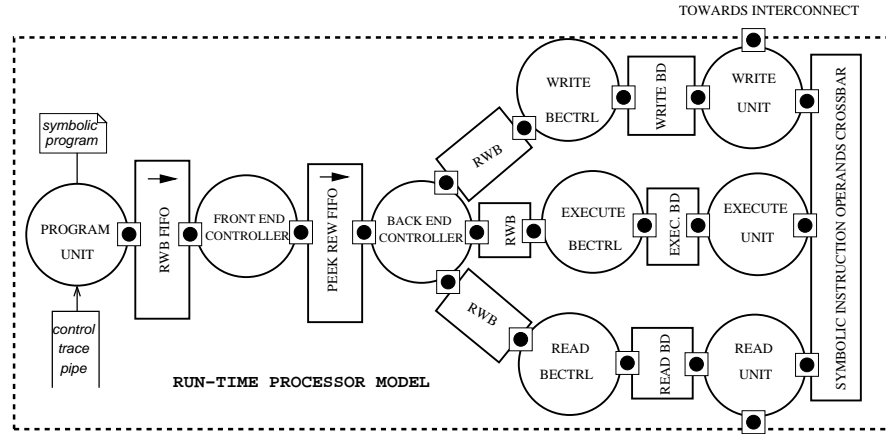 TOWARDS INTERCONNECT
symbolic
program
PROGRAM
UNIT
control
trace
pipe
RWB FIFO
FRONT END
CONTROLLER
PEEK REW FIFO
BACK END
CONTROLLER
RWB
RWB
RWB
WRITE
BECTRL
WRITE BD
WRITE
UNIT
EXECUTE
BECTRL
EXEC. BD
EXECUTE
UNIT
READ
BECTRL
READ BD
READ
UNIT
SYMBOLIC INSTRUCTION OPERANDS CROSSBAR
RUN-TIME PROCESSOR MODEL